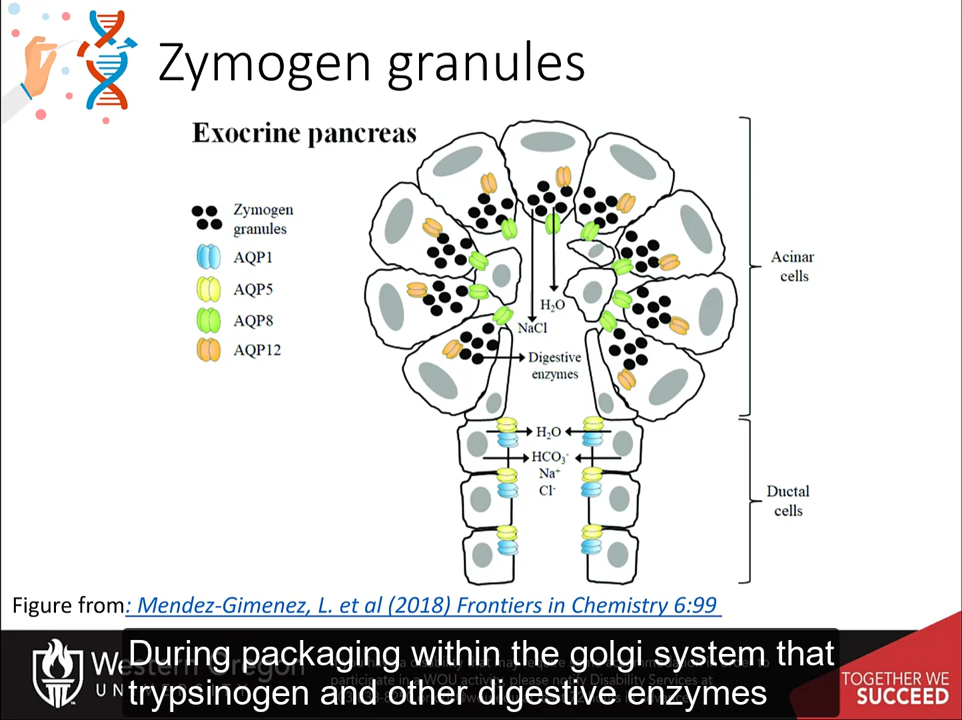 Zymogen granules
Exocrine pancreas
Zymogen
granules
AQP1
AQP5
AQP8
AQP12
H₂O
NaCl
Digestive
enzymes
H₂O
HCO₃⁻
Na⁺
Cl⁻
Acinar
cells
Ductal
cells
Figure from: Mendez-Gimenez, L. et al (2018) Frontiers in Chemistry 6:99
During packaging within the golgi system that
trypsinogen and other digestive enzymes
TOGETHER WE
SUCCEED